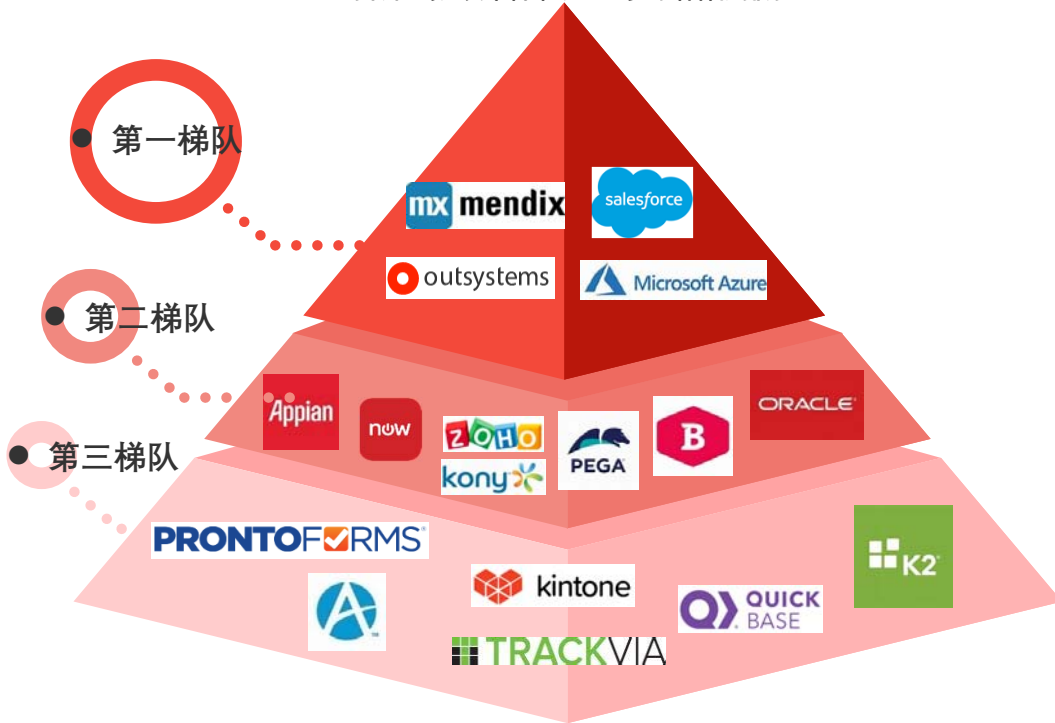 第一梯队
mx mendix
salesforce
outsystems
Microsoft Azure
第二梯队
Appian
now
ZOHO
kony
PEGA
B
ORACLE
第三梯队
PRONTOFORMS
A
kintone
QUICK
BASE
K2
TRACKVIA